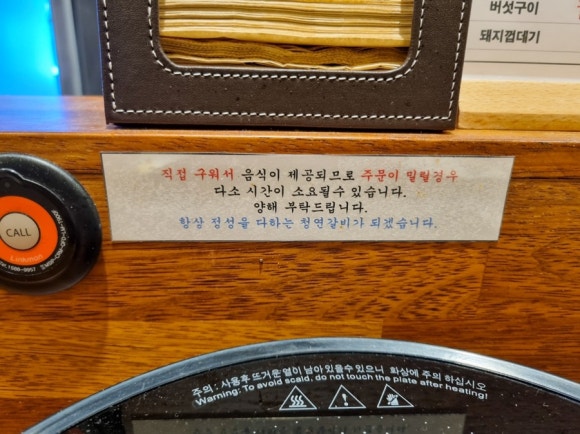 버섯구이
돼지껍데기
직접 구워서 음식이 제공되므로 주문이 밀릴경우
다소 시간이 소요될수 있습니다.
양해 부탁드립니다.
항상 정성을 다하는 청연갈비가 되겠습니다.
CALL
Linkman
주의 : 사용후 뜨거운 열이 남아 있을수 있으니 화상에 주의 하십시오
Warning: To avoid scald, do not touch the plate after heating!